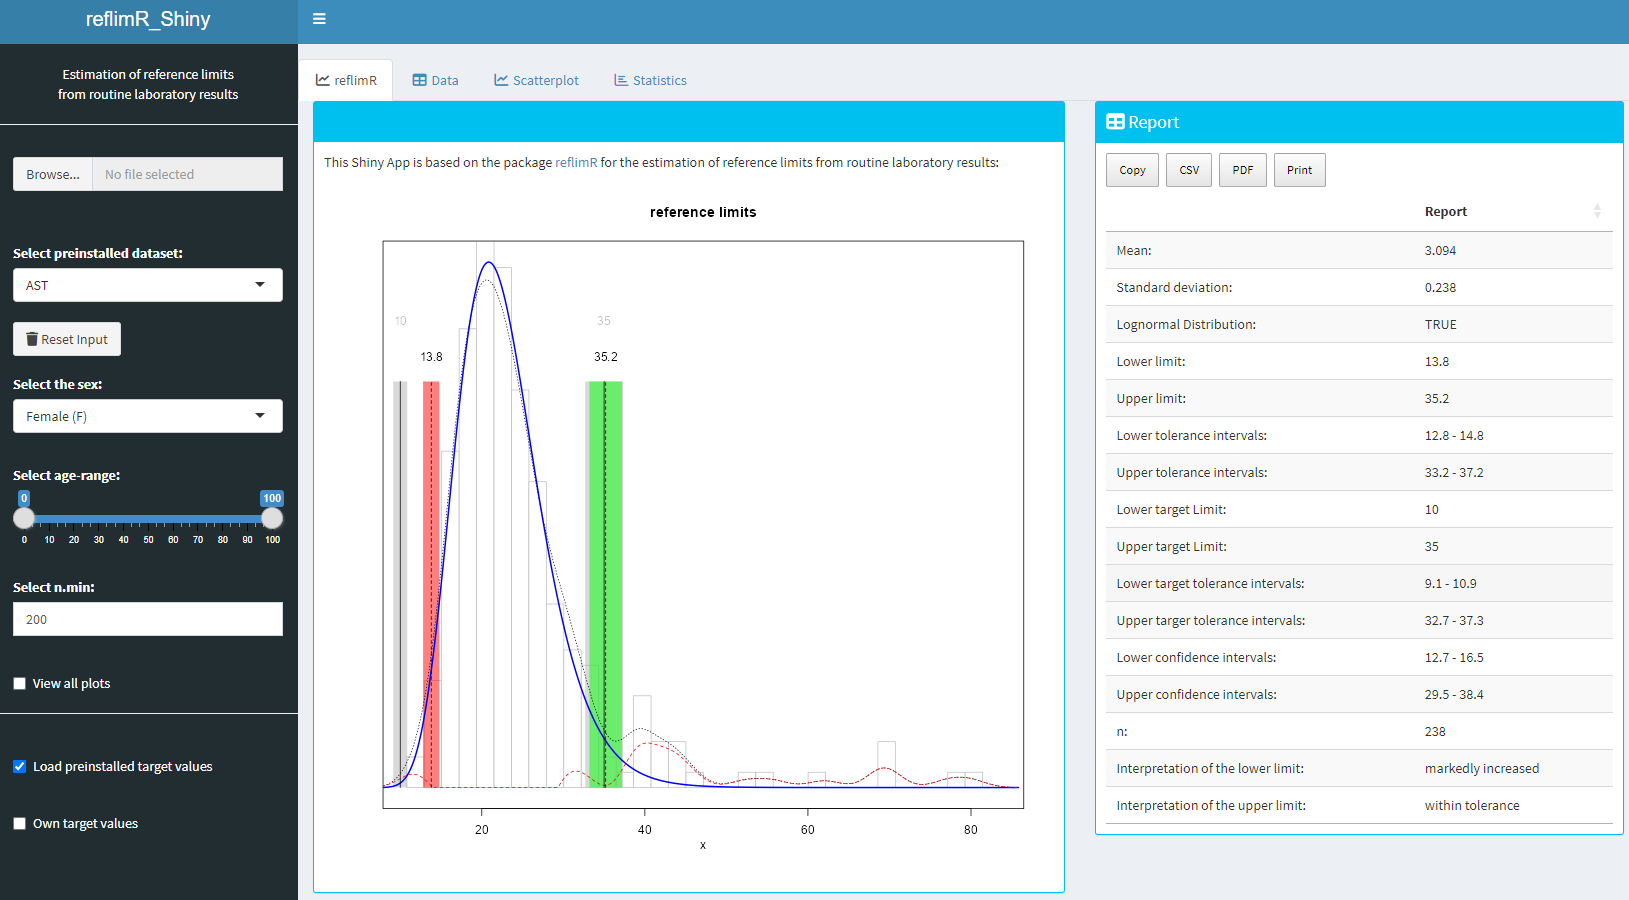 reflimR_Shiny
Estimation of reference limits
from routine laboratory results
Browse... No file selected
Select preinstalled dataset:
AST
Reset Input
Select the sex:
Female (F)
Select age-range:
0 100
0 10 20 30 40 50 60 70 80 90 100
Select n.min:
200
View all plots
Load preinstalled target values
Own target values
reflimR Data Scatterplot Statistics
This Shiny App is based on the package reflimR for the estimation of reference limits from routine laboratory results:
reference limits
10 35
13.8 35.2
20 40 60 80
x
Report
Copy CSV PDF Print
Report
Mean: 3.094
Standard deviation: 0.238
Lognormal Distribution: TRUE
Lower limit: 13.8
Upper limit: 35.2
Lower tolerance intervals: 12.8 - 14.8
Upper tolerance intervals: 33.2 - 37.2
Lower target Limit: 10
Upper target Limit: 35
Lower target tolerance intervals: 9.1 - 10.9
Upper targer tolerance intervals: 32.7 - 37.3
Lower confidence intervals: 12.7 - 16.5
Upper confidence intervals: 29.5 - 38.4
n: 238
Interpretation of the lower limit: markedly increased
Interpretation of the upper limit: within tolerance